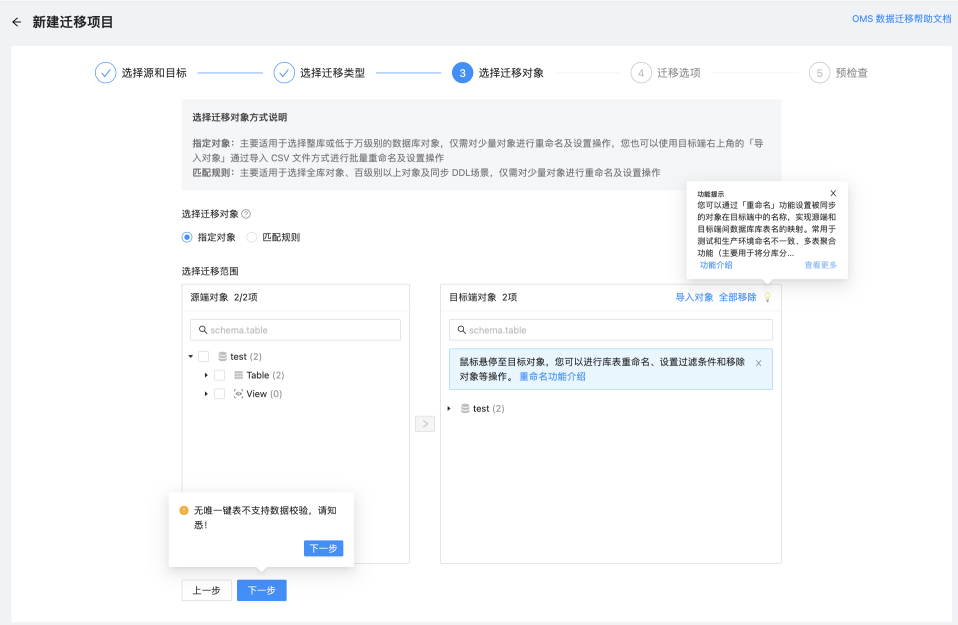 新建迁移项目
OMS 数据迁移帮助文档
选择源和目标
选择迁移类型
3 选择迁移对象
4 迁移选项
5 预检查
选择迁移对象方式说明
指定对象：主要适用于选择整库或低于万级别的数据库对象，仅需对少量对象进行重命名及设置操作，您也可以使用目标端右上角的「导
入对象」通过导入 CSV 文件方式进行批量重命名及设置操作
匹配规则：主要适用于选择全库对象、百级别以上对象及同步 DDL场景，仅需对少量对象进行重命名及设置操作
功能提示 X
您可以通过「重命名」功能设置被同步
的对象在目标端中的名称，实现源端和
目标端间数据库库表名的映射。常用于
测试和生产环境命名不一致、多表聚合
功能（主要用于将分库分...
功能介绍 查看更多
选择迁移对象
指定对象 匹配规则
选择迁移范围
源端对象 2/2项
schema.table
test (2)
Table (2)
View (0)
目标端对象 2项
导入对象 全部移除
schema.table
鼠标悬停至目标对象，您可以进行库表重命名、设置过滤条件和移除
对象等操作。 重命名功能介绍
test (2)
无唯一键表不支持数据校验，请知
悉！
下一步
上一步 下一步